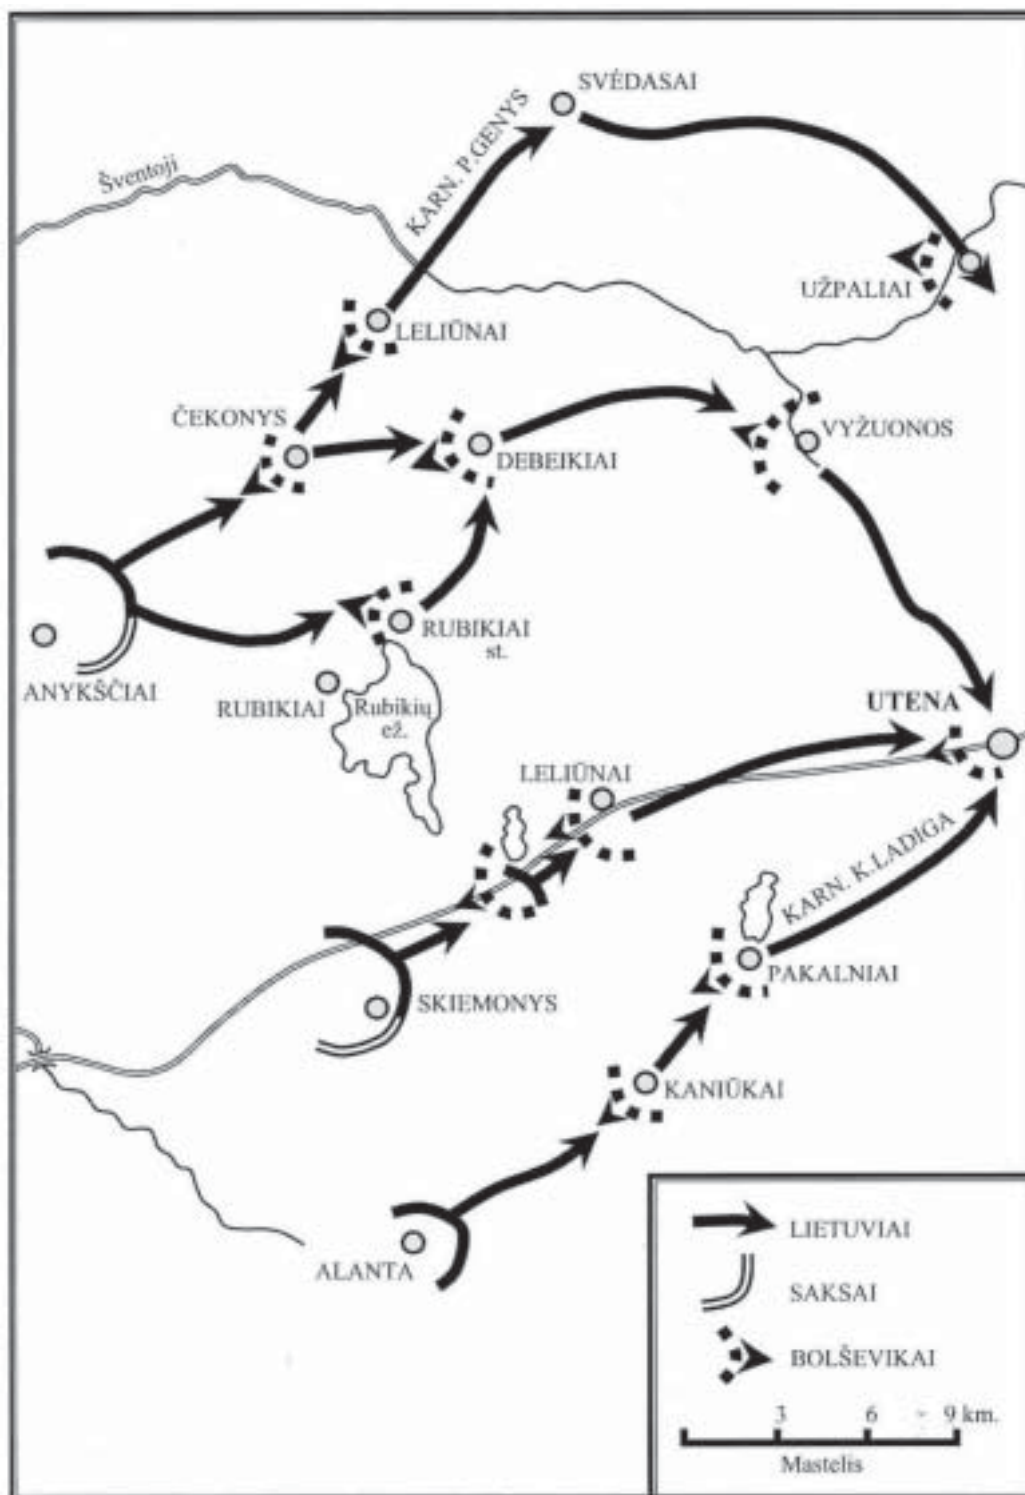 SVĖDASAI
KARN. P.GENYS
Šventoji
UŽPALIAI
LELIŪNAI
ČEKONYS
VYŽUONOS
DEBEIKIAI
RUBIKIAI
st.
ANYKŠČIAI
RUBIKIAI
Rubikių
ež.
UTENA
LELIŪNAI
KARN. K.LADIGA
PAKALNIAI
SKIEMONYS
KANIŪKAI
ALANTA
LIETUVIAI
SAKSAI
BOLŠEVIKAI
3 6 9 km.
Mastelis